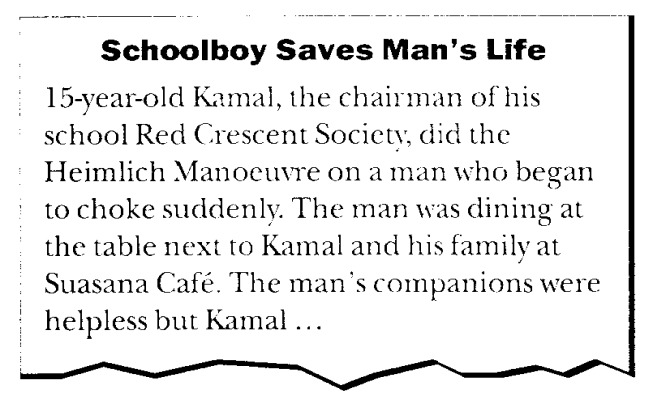 Schoolboy Saves Man's Life
15-year-old Kamal, the chairman of his
school Red Crescent Society, did the
Heimlich Manoeuvre on a man who began
to choke suddenly. The man was dining at
the table next to Kamal and his family at
Suasana Café. The man's companions were
helpless but Kamal ...